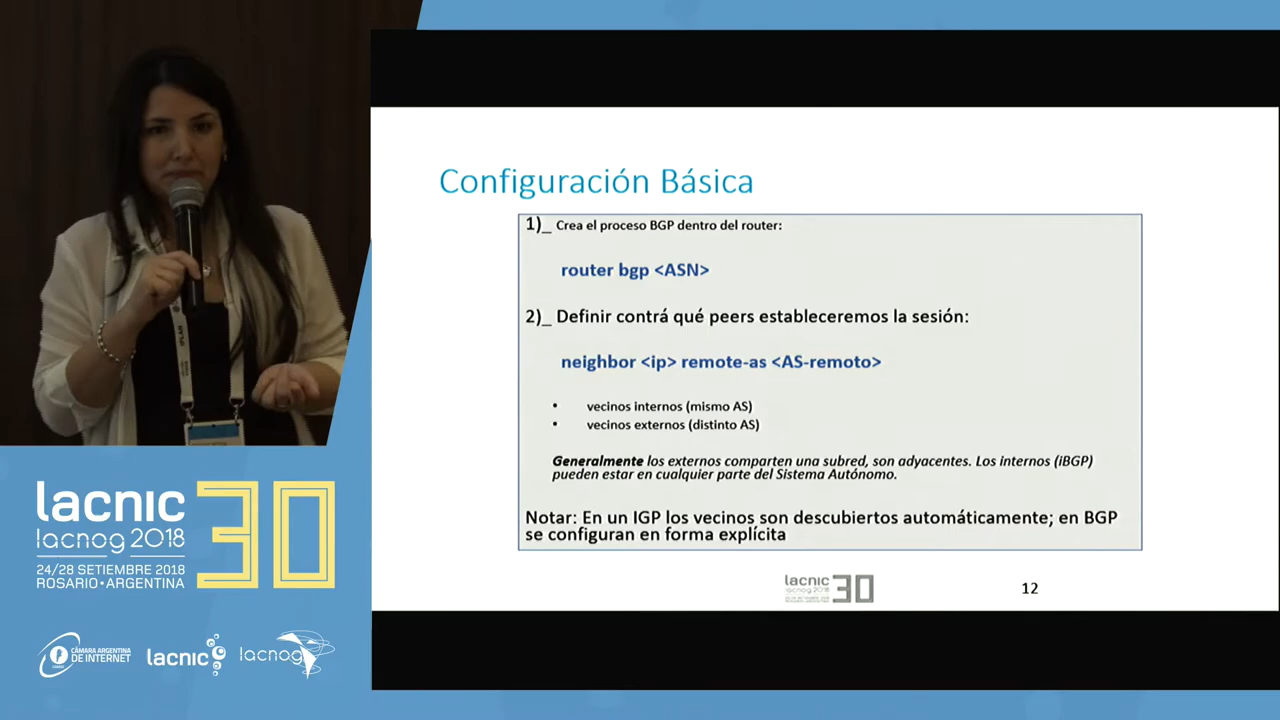 Configuración Básica
1)_ Crea el proceso BGP dentro del router:
router bgp <ASN>
2)_ Definir contrá qué peers estableceremos la sesión:
neighbor <ip> remote-as <AS-remoto>
• vecinos internos (mismo AS)
• vecinos externos (distinto AS)
Generalmente los externos comparten una subred, son adyacentes. Los internos (iBGP)
pueden estar en cualquier parte del Sistema Autónomo.
Notar: En un IGP los vecinos son descubiertos automáticamente; en BGP
se configuran en forma explícita
lacnic 30
lacnog 2018
12
IPLAN
lacnic 30
lacnog 2018
24/28 SETIEMBRE 2018
ROSARIO • ARGENTINA
CÁMARA ARGENTINA
DE INTERNET
lacnic
lacnog